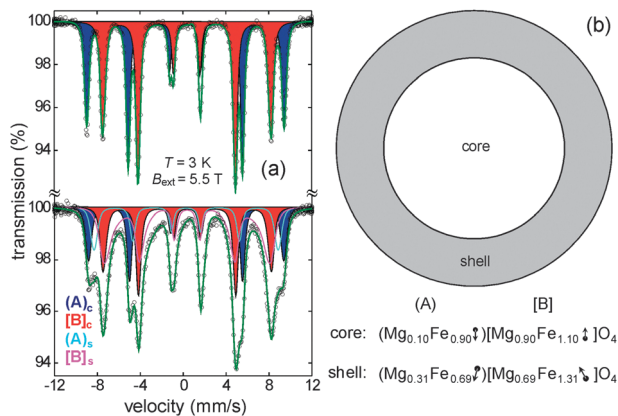 100
98
96
94
T = 3 K
B_ext = 5.5 T
(a)
100
98
96
94
(A)c
[B]c
(A)s
[B]s
transmission (%)
-12 -8 -4 0 4 8 12
velocity (mm/s)
(b)
core
shell
(A) [B]
core: (Mg0.10Fe0.90)[Mg0.90Fe1.10]O4
shell: (Mg0.31Fe0.69)[Mg0.69Fe1.31]O4